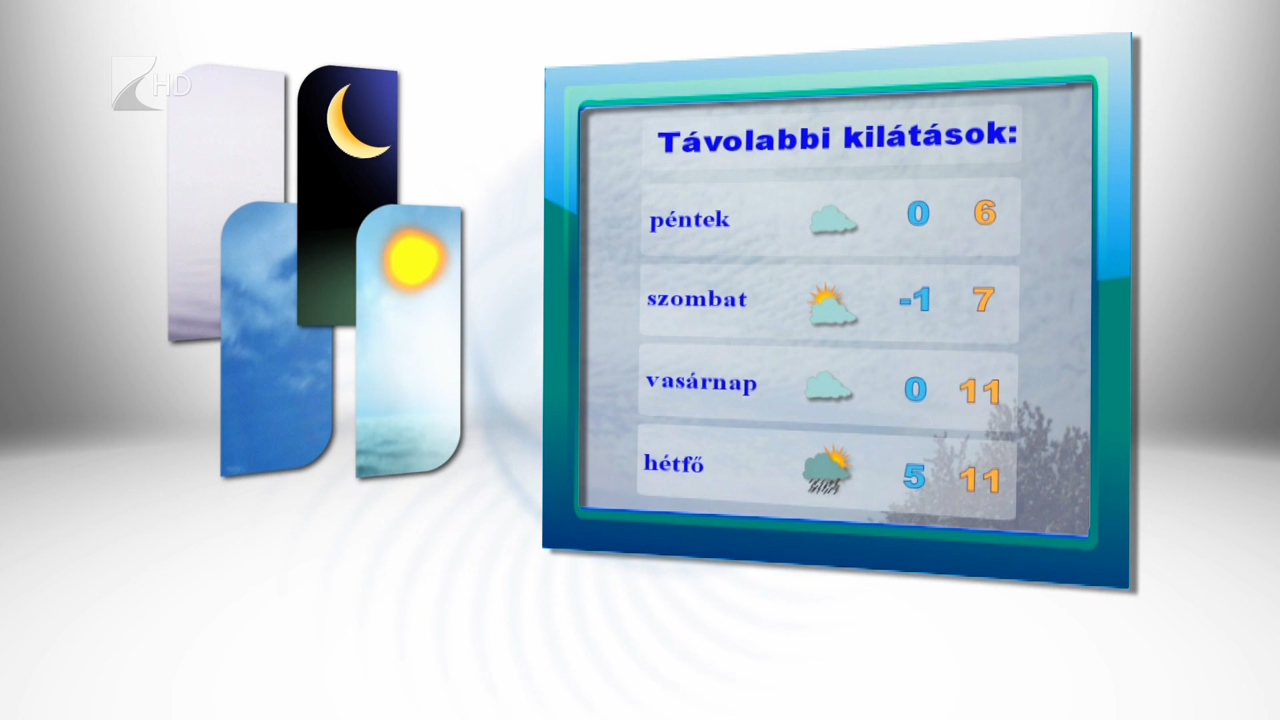 HD
Távolabbi kilátások:
péntek 0 6
szombat -1 7
vasárnap 0 11
hétfő 5 11